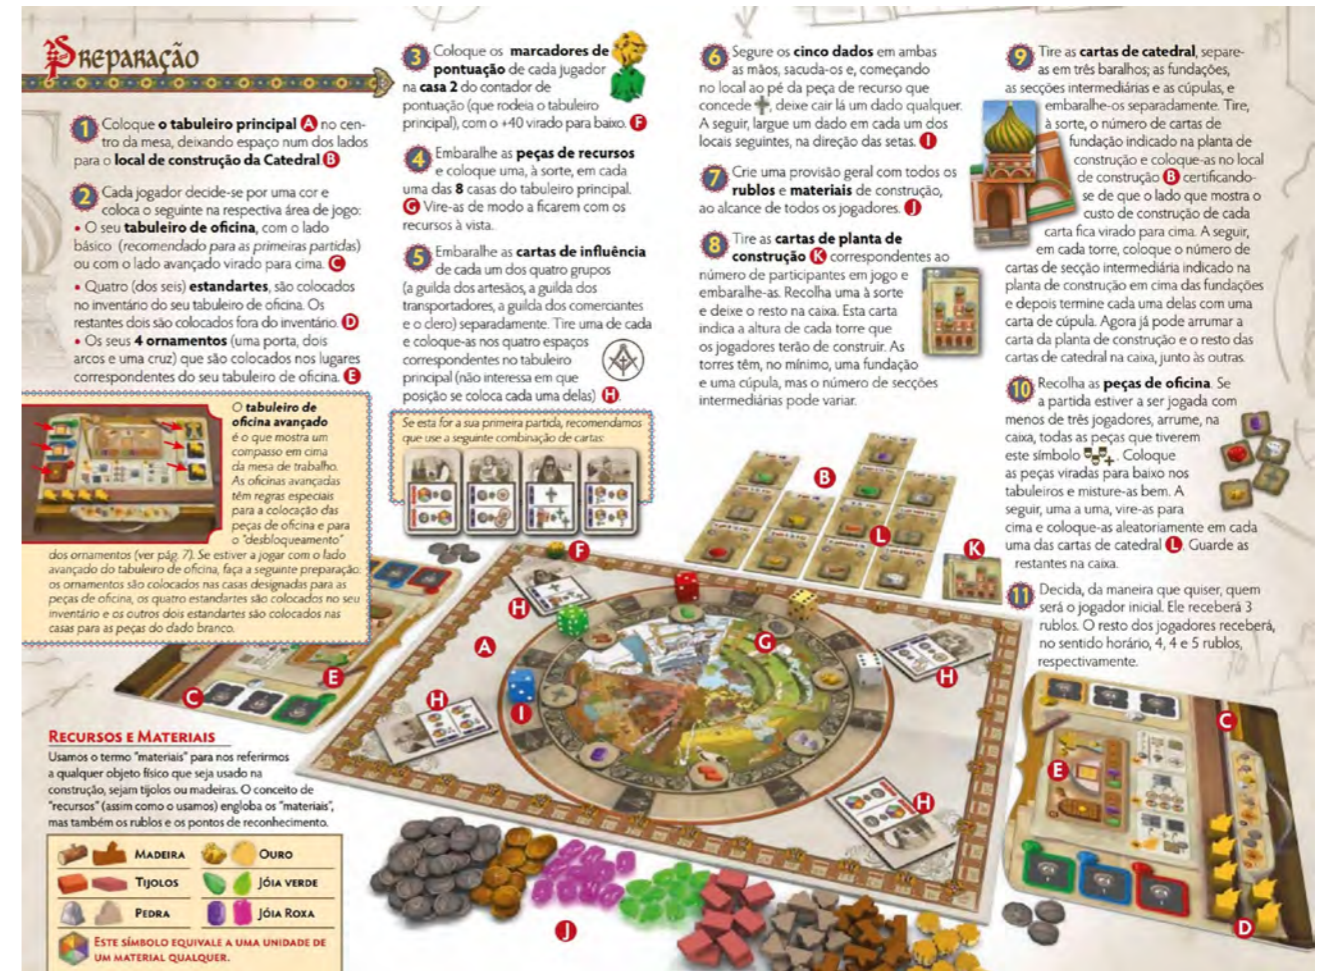 Preparação
1 Coloque o tabuleiro principal A no cen-
tro da mesa, deixando espaço num dos lados
para o local de construção da Catedral B
2 Cada jogador decide-se por uma cor e
coloca o seguinte na respectiva área de jogo:
• O seu tabuleiro de oficina, com o lado
básico (recomendado para as primeiras partidas)
ou com o lado avançado virado para cima. C
• Quatro (dos seis) estandartes, são colocados
no inventário do seu tabuleiro de oficina. Os
restantes dois são colocados fora do inventário. D
• Os seus 4 ornamentos (uma porta, dois
arcos e uma cruz) que são colocados nos lugares
correspondentes do seu tabuleiro de oficina. E
O tabuleiro de
oficina avançado
é o que mostra um
compasso em cima
da mesa de trabalho.
As oficinas avançadas
têm regras especiais
para a colocação das
peças de oficina e para
o "desbloqueamento"
dos ornamentos (ver pág. 7). Se estiver a jogar com o lado
avançado do tabuleiro de oficina, faça a seguinte preparação:
os ornamentos são colocados nas casas designadas para as
peças de oficina, os quatro estandartes são colocados no seu
inventário e os outros dois estandartes são colocados nas
casas para as peças do dado branco.
3 Coloque os marcadores de
pontuação de cada jogador
na casa 2 do contador de
pontuação (que rodeia o tabuleiro
principal), com o +40 virado para baixo. F
4 Embaralhe as peças de recursos
e coloque uma, à sorte, em cada
uma das 8 casas do tabuleiro principal.
G Vire-as de modo a ficarem com os
recursos à vista.
5 Embaralhe as cartas de influência
de cada um dos quatro grupos
(a guilda dos artesãos, a guilda dos
transportadores, a guilda dos comerciantes
e o clero) separadamente. Tire uma de cada
e coloque-as nos quatro espaços
correspondentes no tabuleiro
principal (não interessa em que
posição se coloca cada uma delas) H.
Se esta for a sua primeira partida, recomendamos
que use a seguinte combinação de cartas:
6 Segure os cinco dados em ambas
as mãos, sacuda-os e, começando
no local ao pé da peça de recurso que
concede , deixe cair lá um dado qualquer.
A seguir, largue um dado em cada um dos
locais seguintes, na direção das setas. I
7 Crie uma provisão geral com todos os
rublos e materiais de construção,
ao alcance de todos os jogadores. J
8 Tire as cartas de planta de
construção K correspondentes ao
número de participantes em jogo e
embaralhe-as. Recolha uma à sorte
e deixe o resto na caixa. Esta carta
indica a altura de cada torre que
os jogadores terão de construir. As
torres têm, no mínimo, uma fundação
e uma cúpula, mas o número de secções
intermediárias pode variar.
9 Tire as cartas de catedral, separe-
as em três baralhos; as fundações,
as secções intermediárias e as cúpulas, e
embaralhe-os separadamente. Tire,
à sorte, o número de cartas de
fundação indicado na planta de
construção e coloque-as no local
de construção B certificando-
se de que o lado que mostra o
custo de construção de cada
carta fica virado para cima. A seguir,
em cada torre, coloque o número de
cartas de secção intermediária indicado na
planta de construção em cima das fundações
e depois termine cada uma delas com uma
carta de cúpula. Agora já pode arrumar a
carta da planta de construção e o resto das
cartas de catedral na caixa, junto às outras.
10 Recolha as peças de oficina. Se
a partida estiver a ser jogada com
menos de três jogadores, arrume, na
caixa, todas as peças que tiverem
este símbolo . Coloque
as peças viradas para baixo nos
tabuleiros e misture-as bem. A
seguir, uma a uma, vire-as para
cima e coloque-as aleatoriamente em cada
uma das cartas de catedral L. Guarde as
restantes na caixa.
11 Decida, da maneira que quiser, quem
será o jogador inicial. Ele receberá 3
rublos. O resto dos jogadores receberá,
no sentido horário, 4, 4 e 5 rublos,
respectivamente.
B
L
K
F
H
A
G
H
E
C
H
I
H
C
E
J
D
Recursos e Materiais
Usamos o termo "materiais" para nos referirmos
a qualquer objeto físico que seja usado na
construção, sejam tijolos ou madeiras. O conceito de
"recursos" (assim como o usamos) engloba os "materiais",
mas também os rublos e os pontos de reconhecimento.
Madeira Ouro
Tijolos Jóia verde
Pedra Jóia Roxa
Este símbolo equivale a uma unidade de
um material qualquer.